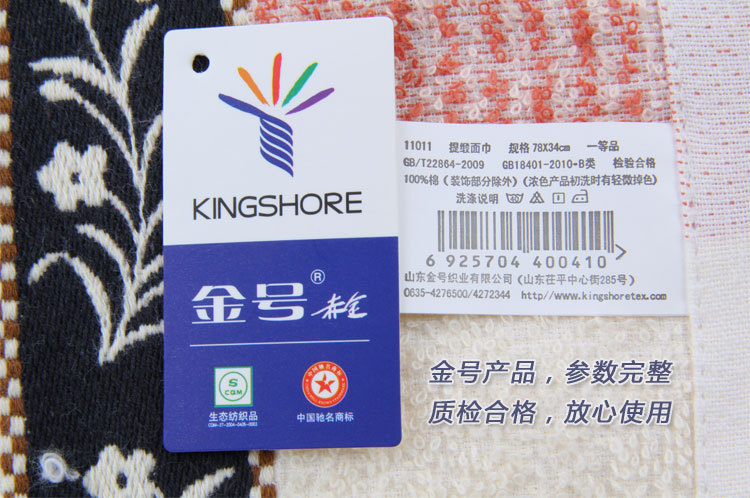 KINGSHORE
金号®
生态纺织品
中国驰名商标
11011 提缎面巾 规格 78X34cm 一等品
GB/T22864-2009 GB18401-2010-B类 检验合格
100%棉(装饰部分除外)(浓色产品初洗时有轻微掉色)
洗涤说明
6 925704 400410
山东金号织业有限公司(山东茌平中心街285号)
0635-4276500/4272344 http//www.kingshoretex.com
金号产品,参数完整
质检合格,放心使用